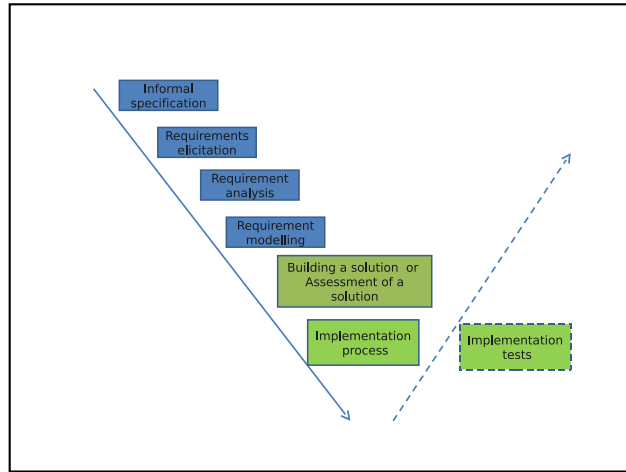 Informal
specification
Requirements
elicitation
Requirement
analysis
Requirement
modelling
Building a solution or
Assessment of a
solution
Implementation
process
Implementation
tests